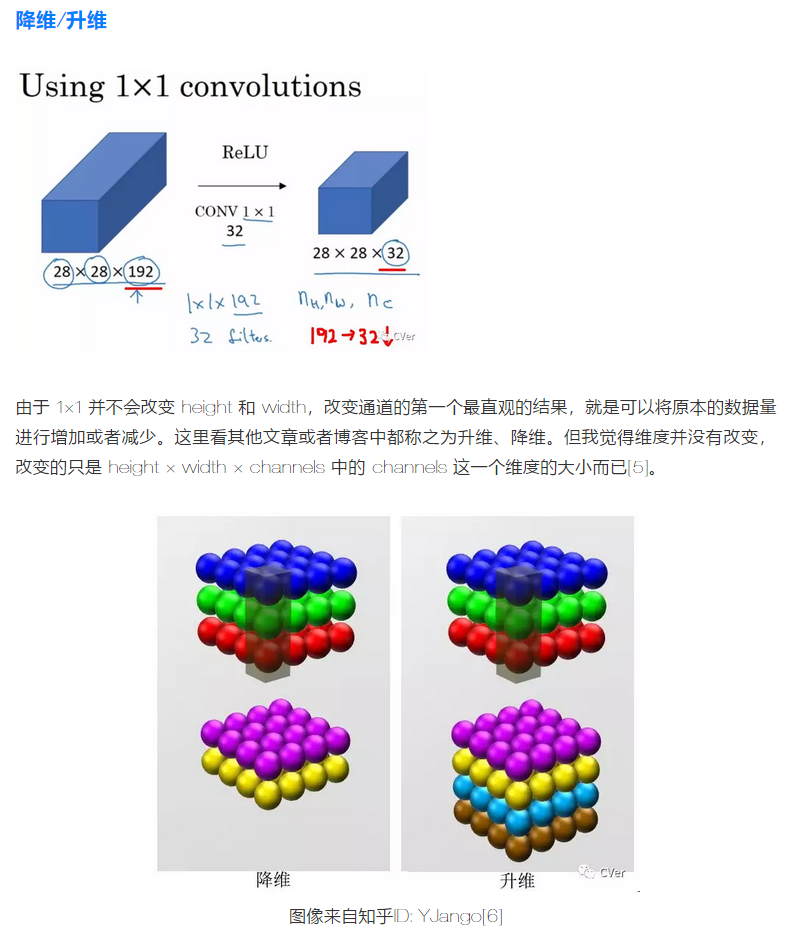 降维/升维
Using 1×1 convolutions
ReLU
CONV 1 × 1
32
28 × 28 × 192
28 × 28 × 32
1×1×192
32 filters.
nH, nW, nC
192→32↓
CVer
由于 1×1 并不会改变 height 和 width，改变通道的第一个最直观的结果，就是可以将原本的数据量
进行增加或者减少。这里看其他文章或者博客中都称之为升维、降维。但我觉得维度并没有改变，
改变的只是 height × width × channels 中的 channels 这一个维度的大小而已[5]。
降维
升维
CVer
图像来自知乎ID: YJango[6]